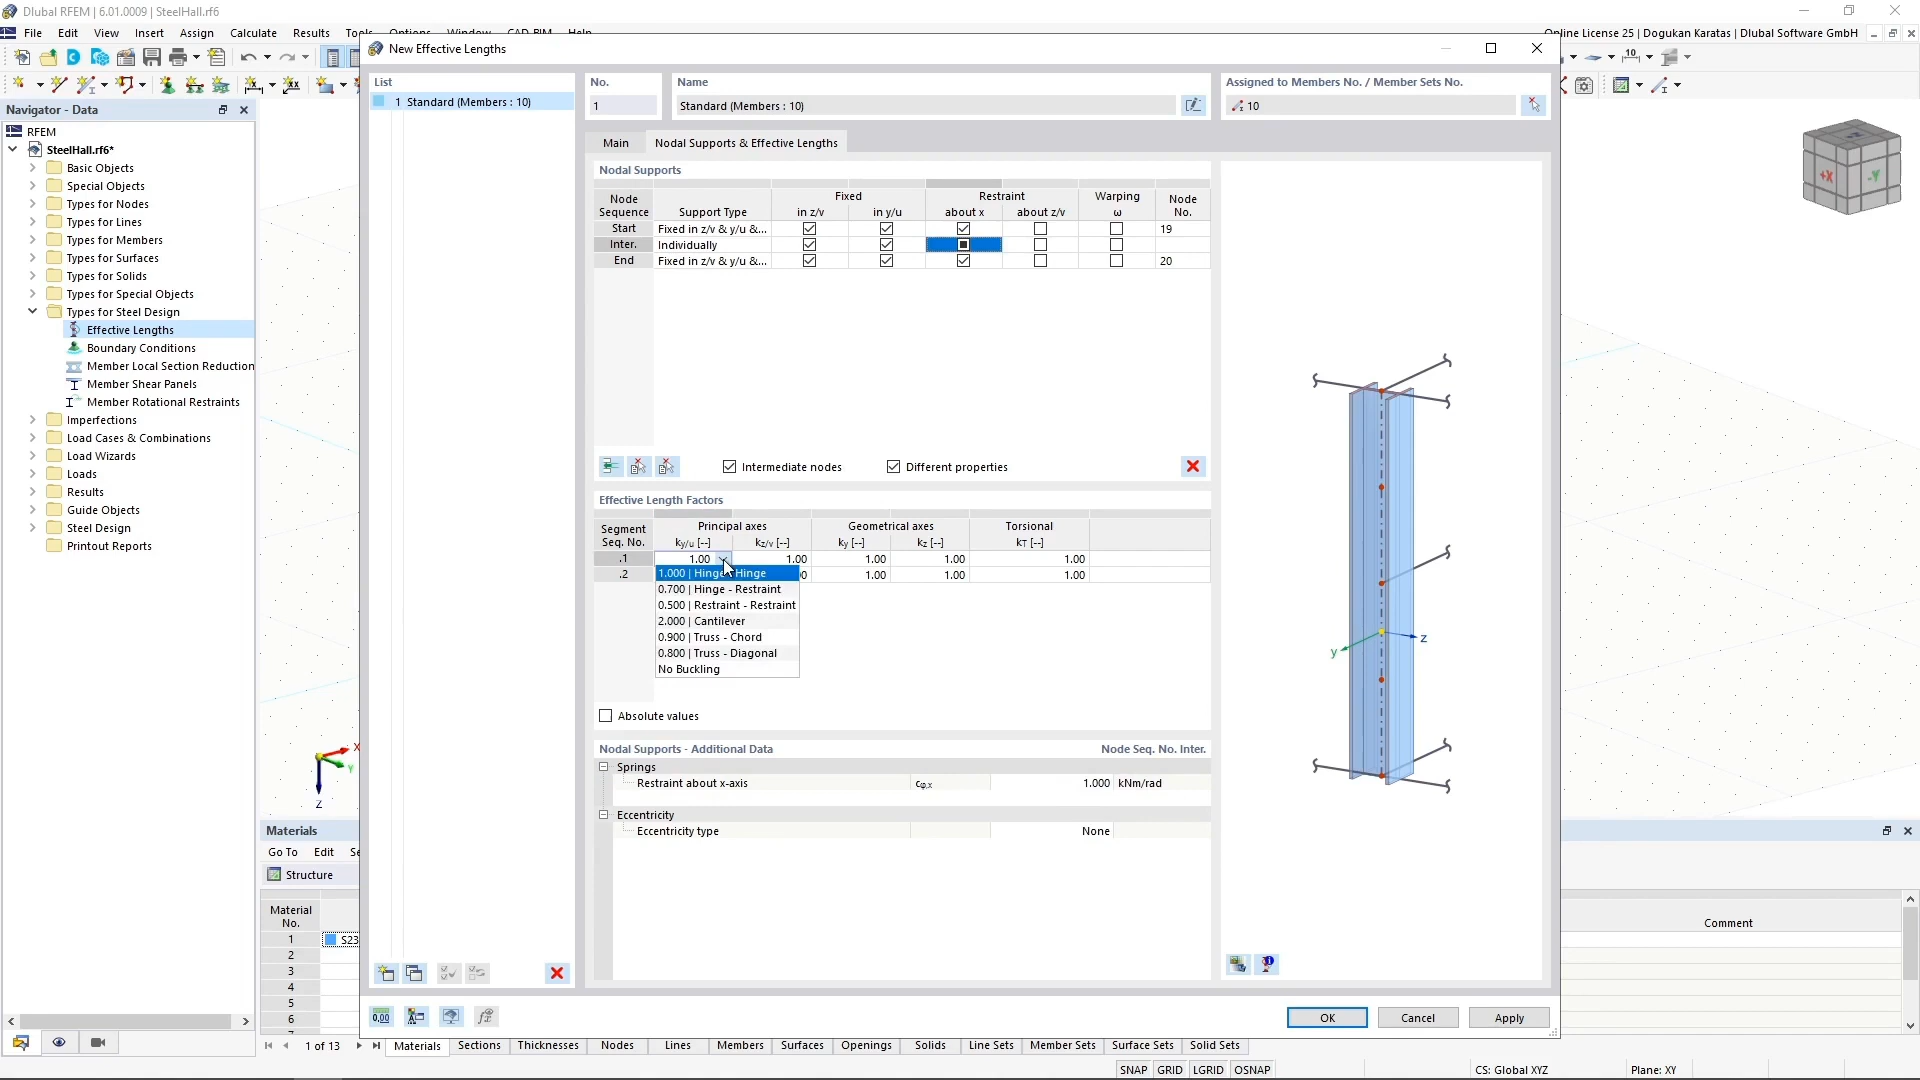 Dlubal RFEM | 6.01.0009 | SteelHall.rf6
File Edit View Insert Assign Calculate Results Tools Options Window CAD-BIM Help
Online License 25 | Dogukan Karatas | Dlubal Software GmbH
Navigator - Data
RFEM
SteelHall.rf6*
Basic Objects
Special Objects
Types for Nodes
Types for Lines
Types for Members
Types for Surfaces
Types for Solids
Types for Special Objects
Types for Steel Design
Effective Lengths
Boundary Conditions
Member Local Section Reduction
Member Shear Panels
Member Rotational Restraints
Imperfections
Load Cases & Combinations
Load Wizards
Loads
Results
Guide Objects
Steel Design
Printout Reports
New Effective Lengths
List
1 Standard (Members : 10)
No.
1
Name
Standard (Members : 10)
Assigned to Members No. / Member Sets No.
10
Main
Nodal Supports & Effective Lengths
Nodal Supports
Node Sequence
Support Type
Fixed
in z/v in y/u
Restraint
about x about z/v
Warping
ω
Node No.
Start Fixed in z/v & y/u &... 19
Inter. Individually
End Fixed in z/v & y/u &... 20
Intermediate nodes
Different properties
Effective Length Factors
Segment Seq. No.
Principal axes
ky/u [--] kz/v [--]
Geometrical axes
ky [--] kz [--]
Torsional
kT [--]
.1 1.00 1.00 1.00 1.00 1.00
.2 1.00 1.00 1.00
1.000 | Hinge - Hinge
0.700 | Hinge - Restraint
0.500 | Restraint - Restraint
2.000 | Cantilever
0.900 | Truss - Chord
0.800 | Truss - Diagonal
No Buckling
Absolute values
Nodal Supports - Additional Data
Node Seq. No. Inter.
Springs
Restraint about x-axis cφ,x 1.000 kNm/rad
Eccentricity
Eccentricity type None
y
z
+X
-Y
-Z
X
Y
Z
OK
Cancel
Apply
Materials
Go To Edit Se
Structure
Material No.
1 S23
2
3
4
5
6
7
Comment
1 of 13
Materials Sections Thicknesses Nodes Lines Members Surfaces Openings Solids Line Sets Member Sets Surface Sets Solid Sets
SNAP GRID LGRID OSNAP
CS: Global XYZ
Plane: XY